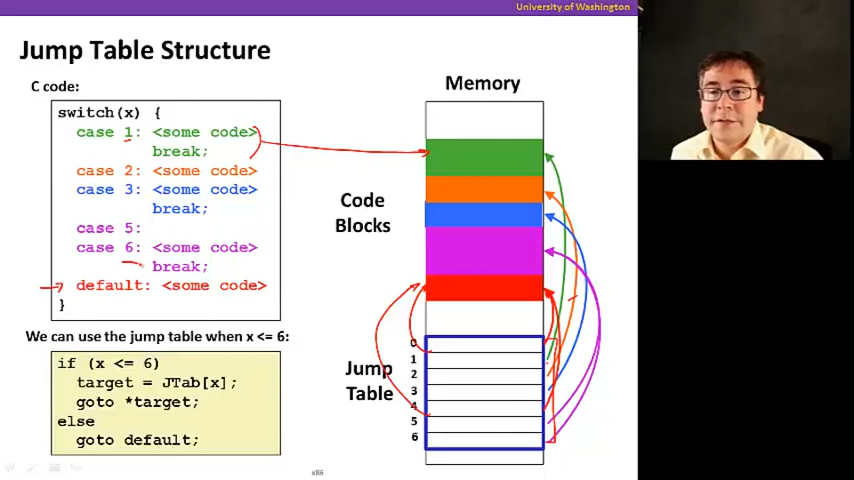 University of Washington
Jump Table Structure
C code:
switch(x) {
case 1: <some code>
break;
case 2: <some code>
case 3: <some code>
break;
case 5:
case 6: <some code>
break;
default: <some code>
}
We can use the jump table when x <= 6:
if (x <= 6)
target = JTab[x];
goto *target;
else
goto default;
Memory
Code
Blocks
Jump
Table
0
1
2
3
4
5
6
x86